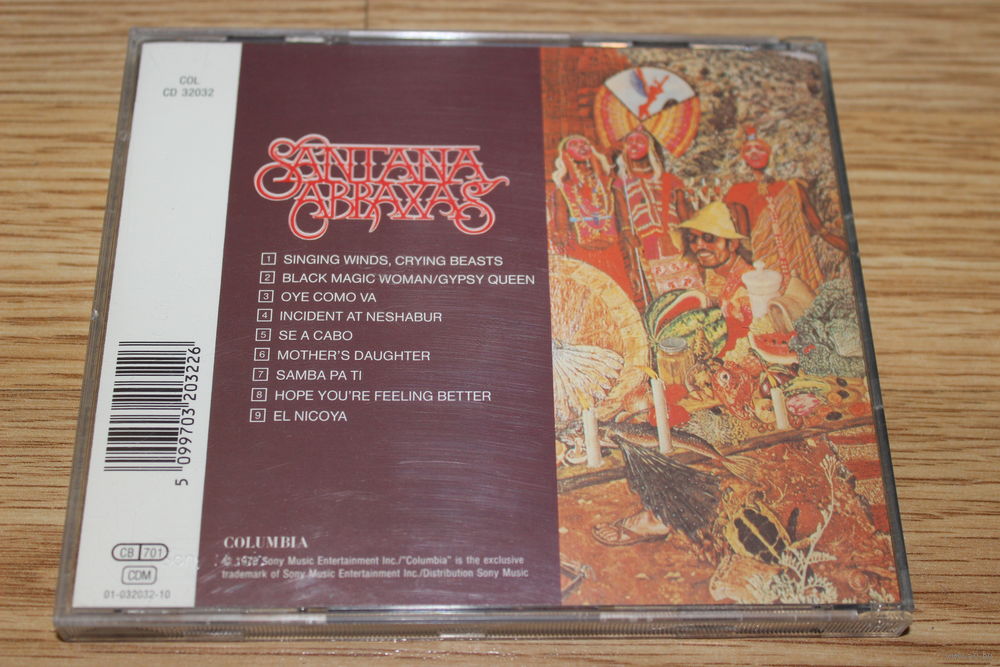 COL
CD 32032
SANTANA
ABRAXAS
1 SINGING WINDS, CRYING BEASTS
2 BLACK MAGIC WOMAN/GYPSY QUEEN
3 OYE COMO VA
4 INCIDENT AT NESHABUR
5 SE A CABO
6 MOTHER'S DAUGHTER
7 SAMBA PA TI
8 HOPE YOU'RE FEELING BETTER
9 EL NICOYA
5 099703 203226
COLUMBIA
Sony Music Entertainment Inc./"Columbia" is the exclusive
trademark of Sony Music Entertainment Inc./Distribution Sony Music
CB 701
CDM
01-032032-10